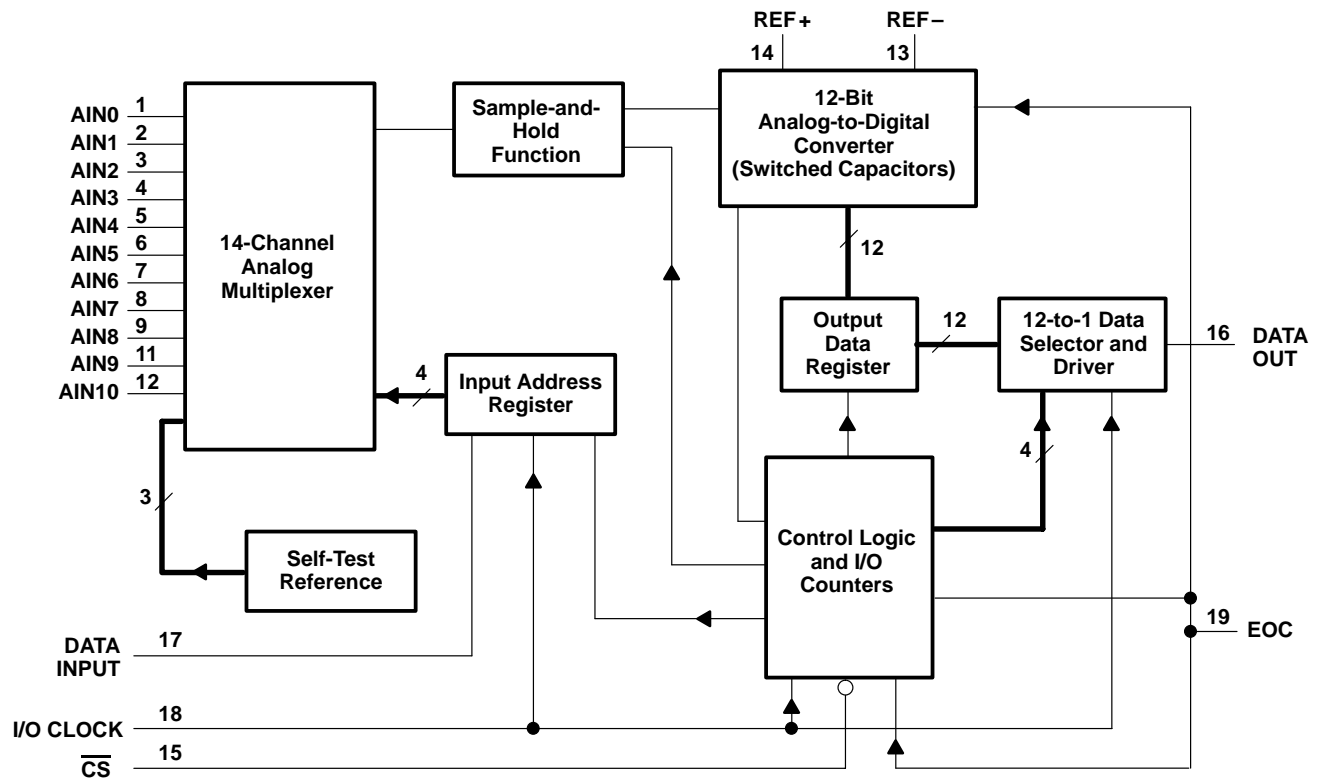 REF+
REF−
14
13
12-Bit
Analog-to-Digital
Converter
(Switched Capacitors)
Sample-and-
Hold
Function
14-Channel
Analog
Multiplexer
AIN0
1
AIN1
2
AIN2
3
AIN3
4
AIN4
5
AIN5
6
AIN6
7
AIN7
8
AIN8
9
AIN9
11
AIN10
12
12
Output
Data
Register
12
12-to-1 Data
Selector and
Driver
16
DATA
OUT
4
Input Address
Register
4
3
Self-Test
Reference
Control Logic
and I/O
Counters
19
EOC
DATA
INPUT
17
I/O CLOCK
18
C̅S̅
15